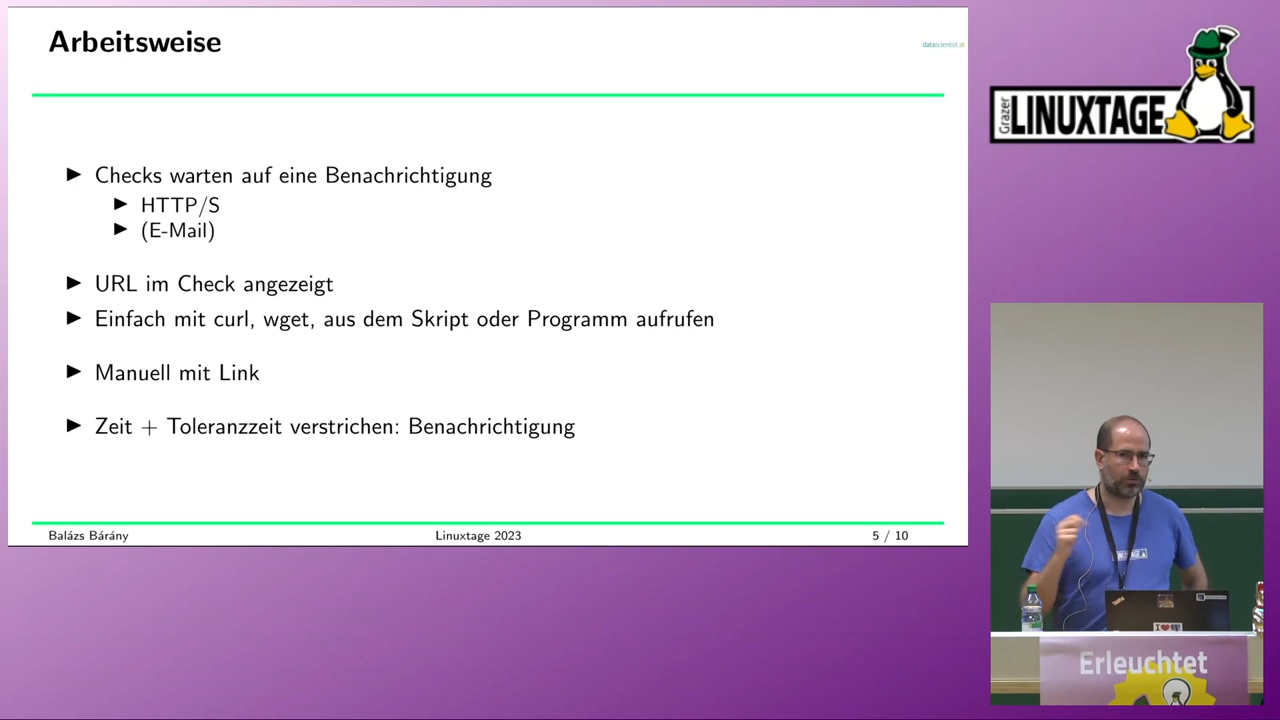 Arbeitsweise
datascientist.at
Checks warten auf eine Benachrichtigung
HTTP/S
(E-Mail)
URL im Check angezeigt
Einfach mit curl, wget, aus dem Skript oder Programm aufrufen
Manuell mit Link
Zeit + Toleranzzeit verstrichen: Benachrichtigung
Balázs Bárány
Linuxtage 2023
5 / 10
Grazer
LINUXTAGE
Erleuchtet